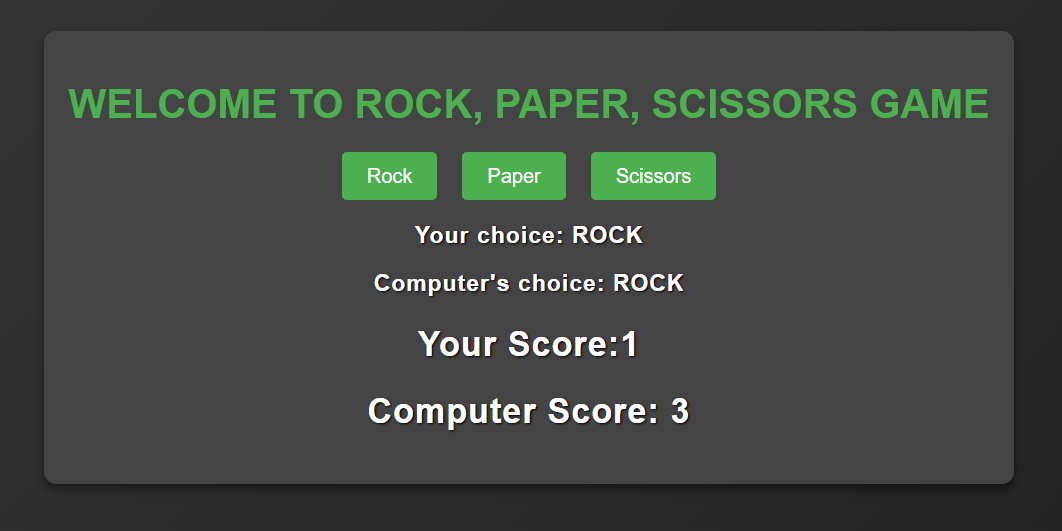 WELCOME TO ROCK, PAPER, SCISSORS GAME
Rock Paper Scissors
Your choice: ROCK
Computer's choice: ROCK
Your Score:1
Computer Score: 3